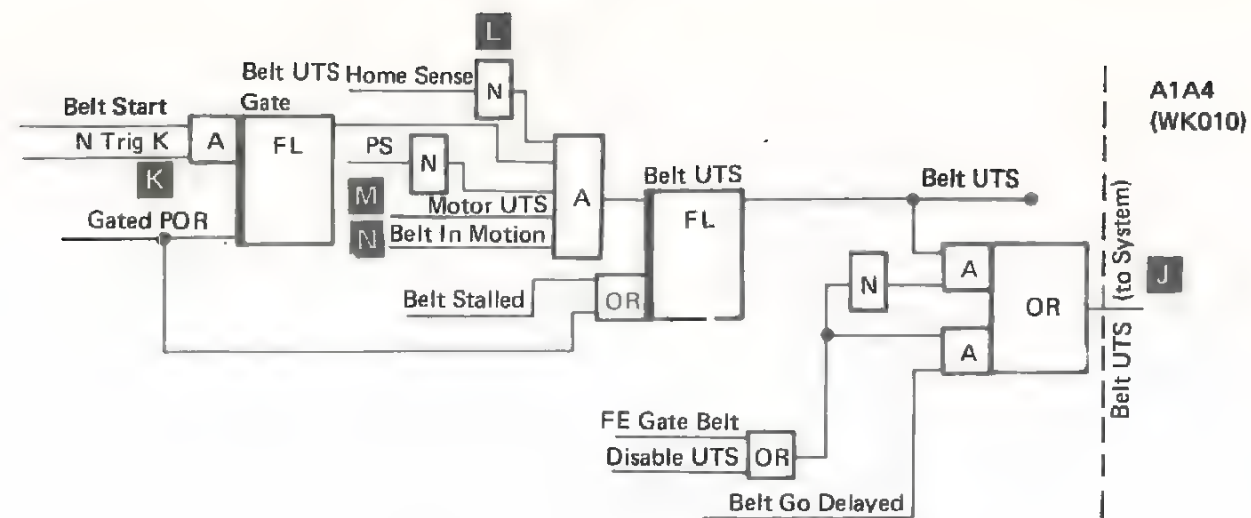 L
Belt UTS Home Sense
N
A1A4
(WK010)
Belt Start
Gate
N Trig K
A
FL
PS
N
K
M
Motor UTS
A
Belt UTS
FL
Belt UTS
Gated POR
N
Belt In Motion
(to System)
J
Belt Stalled
OR
N
A
OR
A
Belt UTS
FE Gate Belt
Disable UTS
OR
Belt Go Delayed